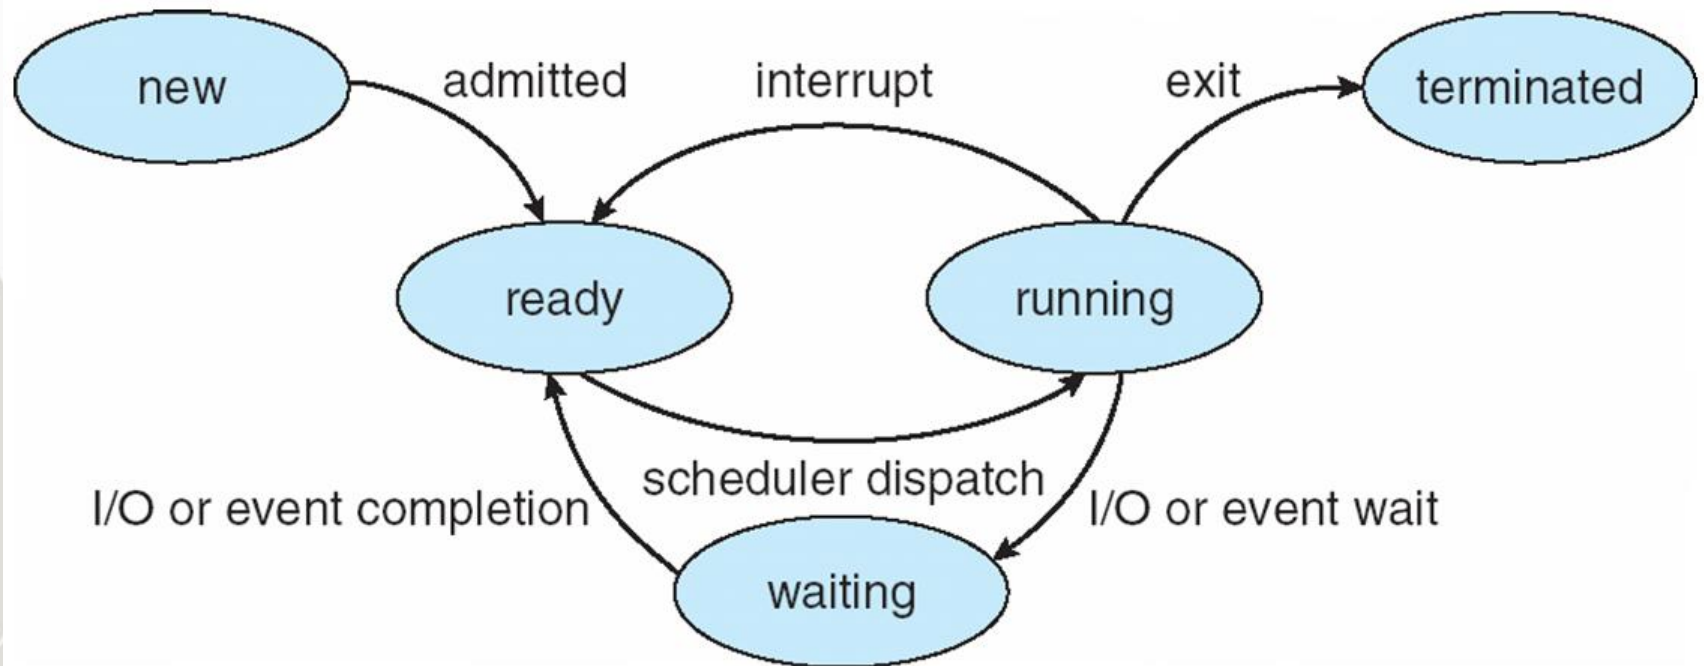 new
admitted
interrupt
exit
terminated
ready
running
scheduler dispatch
I/O or event completion
I/O or event wait
waiting